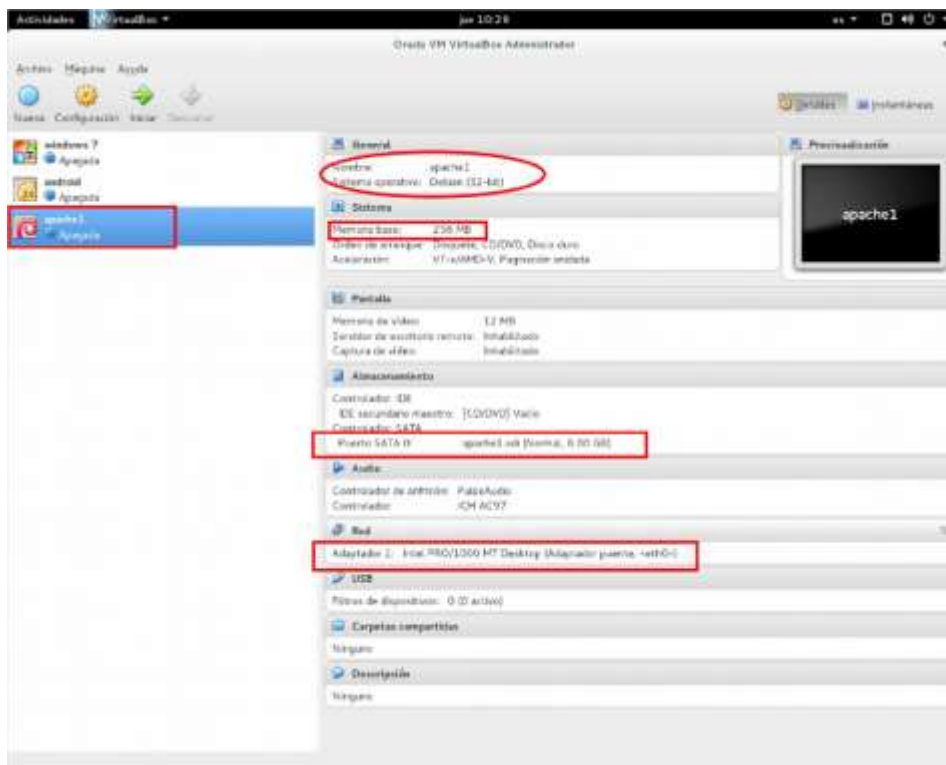 Actividades VirtualBox jue 10:28 es
Oracle VM VirtualBox Administrador
Archivo Máquina Ayuda
Nueva Configuración Iniciar Descartar
Detalles Instantáneas
windows 7
Apagada
android
Apagada
apache1
Apagada
General
Nombre: apache1
Sistema operativo: Debian (32-bit)
Sistema
Memoria base: 256 MB
Orden de arranque: Disquete, CD/DVD, Disco duro
Aceleración: VT-x/AMD-V, Paginación anidada
Previsualización
apache1
Pantalla
Memoria de vídeo: 12 MB
Servidor de escritorio remoto: Inhabilitado
Captura de vídeo: Inhabilitado
Almacenamiento
Controlador: IDE
IDE secundario maestro: [CD/DVD] Vacío
Controlador: SATA
Puerto SATA 0: apache1.vdi (Normal, 8,00 GB)
Audio
Controlador de anfitrión: PulseAudio
Controlador: ICH AC97
Red
Adaptador 1: Intel PRO/1000 MT Desktop (Adaptador puente, «eth0»)
USB
Filtros de dispositivos: 0 (0 activo)
Carpetas compartidas
Ninguno
Descripción
Ninguno